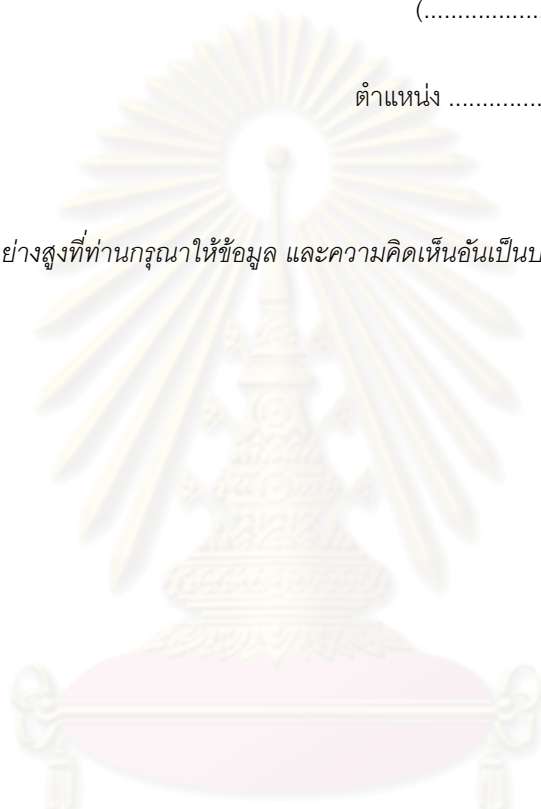 (..................
ตำแหน่ง ..............
ย่างสูงที่ท่านกรุณาให้ข้อมูล และความคิดเห็นอันเป็นป